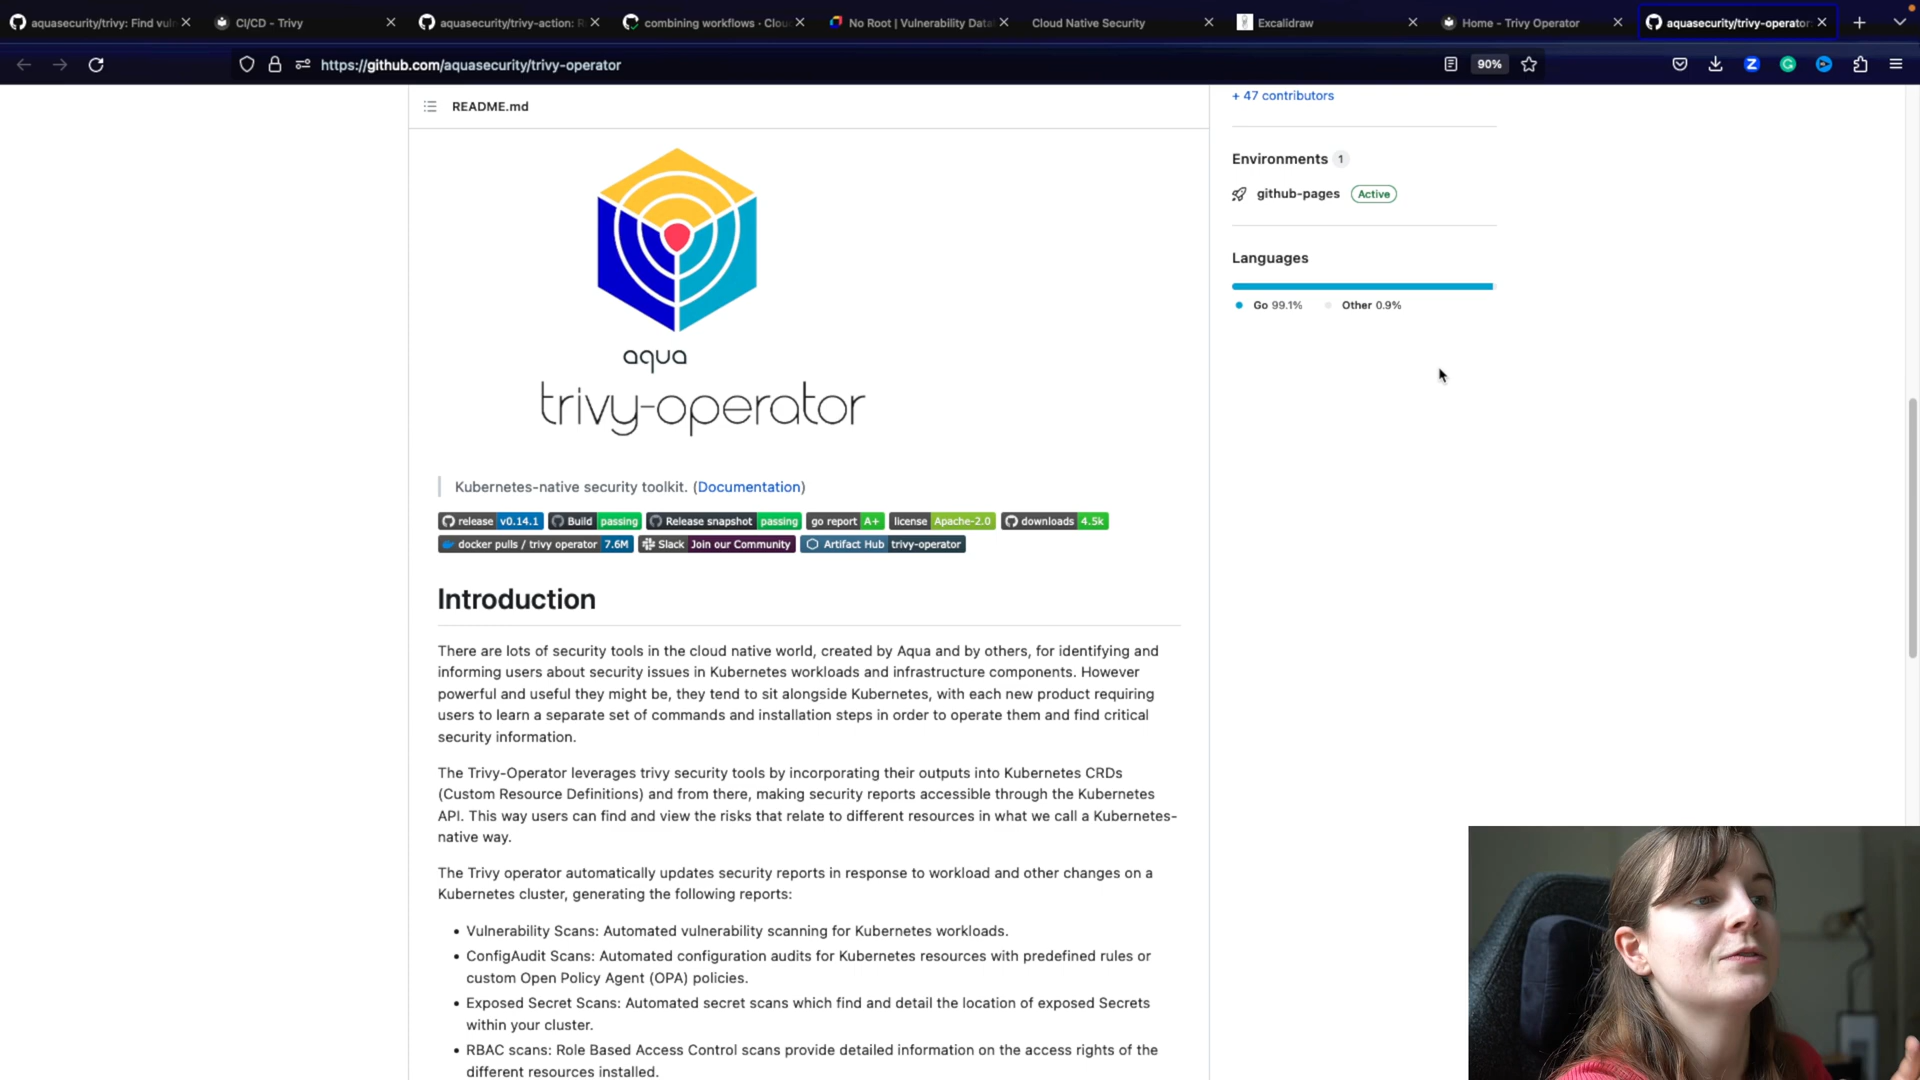 aquasecurity/trivy: Find vuln
CI/CD - Trivy
aquasecurity/trivy-action: R
combining workflows · Clou
No Root | Vulnerability Data
Cloud Native Security
Excalidraw
Home - Trivy Operator
aquasecurity/trivy-operator:
https://github.com/aquasecurity/trivy-operator
90%
README.md
aqua
trivy-operator
Kubernetes-native security toolkit. (Documentation)
release v0.14.1 Build passing Release snapshot passing go report A+ license Apache-2.0 downloads 4.5k
docker pulls / trivy operator 7.6M Slack Join our Community Artifact Hub trivy-operator
Introduction
There are lots of security tools in the cloud native world, created by Aqua and by others, for identifying and
informing users about security issues in Kubernetes workloads and infrastructure components. However
powerful and useful they might be, they tend to sit alongside Kubernetes, with each new product requiring
users to learn a separate set of commands and installation steps in order to operate them and find critical
security information.
The Trivy-Operator leverages trivy security tools by incorporating their outputs into Kubernetes CRDs
(Custom Resource Definitions) and from there, making security reports accessible through the Kubernetes
API. This way users can find and view the risks that relate to different resources in what we call a Kubernetes-
native way.
The Trivy operator automatically updates security reports in response to workload and other changes on a
Kubernetes cluster, generating the following reports:
• Vulnerability Scans: Automated vulnerability scanning for Kubernetes workloads.
• ConfigAudit Scans: Automated configuration audits for Kubernetes resources with predefined rules or
custom Open Policy Agent (OPA) policies.
• Exposed Secret Scans: Automated secret scans which find and detail the location of exposed Secrets
within your cluster.
• RBAC scans: Role Based Access Control scans provide detailed information on the access rights of the
different resources installed.
+ 47 contributors
Environments 1
github-pages Active
Languages
Go 99.1% Other 0.9%